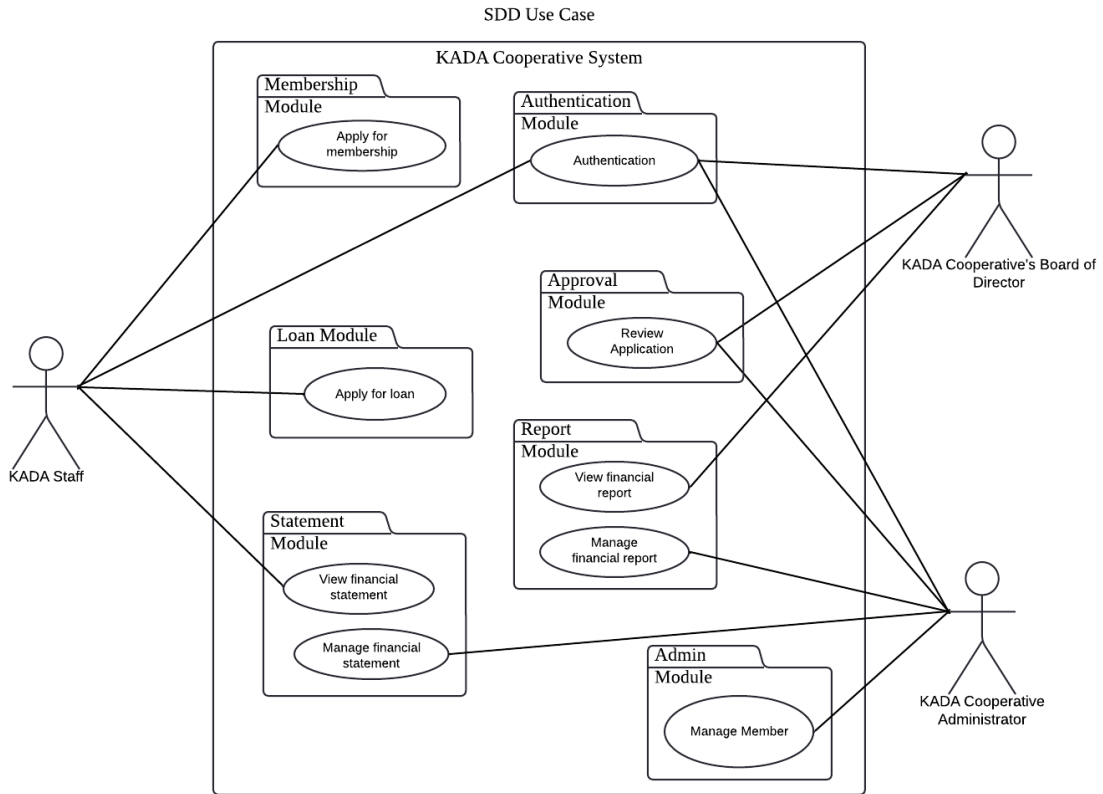 SDD Use Case
KADA Cooperative System
Membership
Module
Apply for
membership
Authentication
Module
Authentication
KADA Cooperative's Board of
Director
Approval
Module
Review
Application
Loan Module
Apply for loan
KADA Staff
Report
Module
View financial
report
Manage
financial report
Statement
Module
View financial
statement
Manage financial
statement
Admin
Module
Manage Member
KADA Cooperative
Administrator